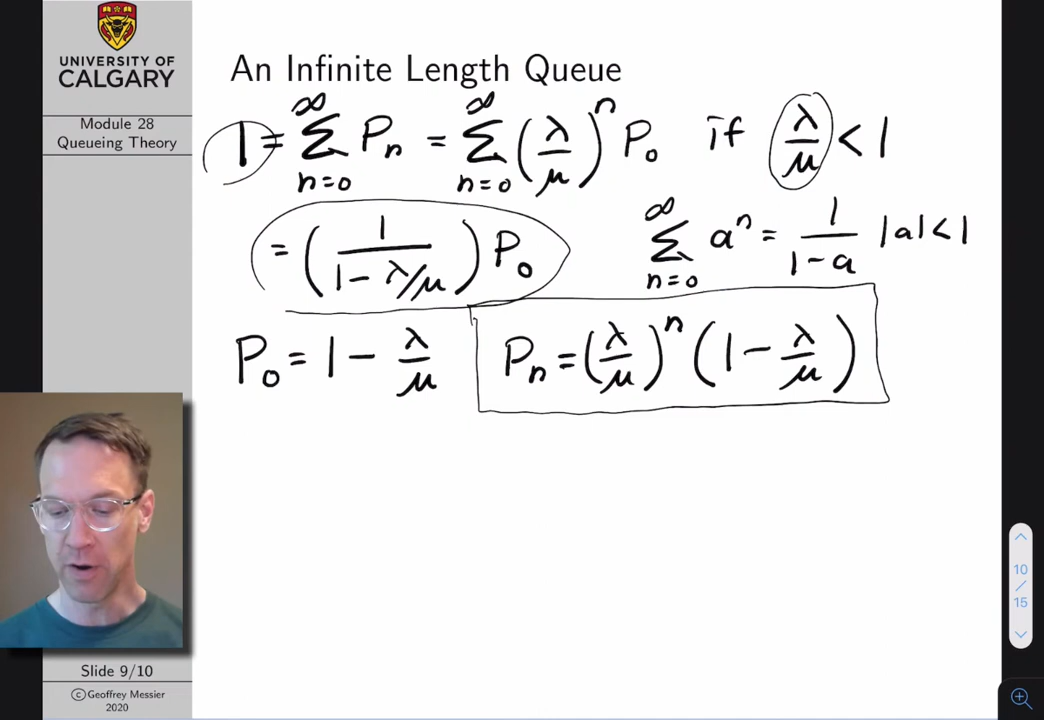 UNIVERSITY OF
CALGARY
Module 28
Queueing Theory
An Infinite Length Queue
1 = ∑_{n=0}^{∞} P_n = ∑_{n=0}^{∞} (λ/μ)^n P_0 if λ/μ < 1
= (1/(1 - λ/μ)) P_0
∑_{n=0}^{∞} a^n = 1/(1-a) |a| < 1
P_0 = 1 - λ/μ
P_n = (λ/μ)^n (1 - λ/μ)
10
/
15
Slide 9/10
©Geoffrey Messier
2020